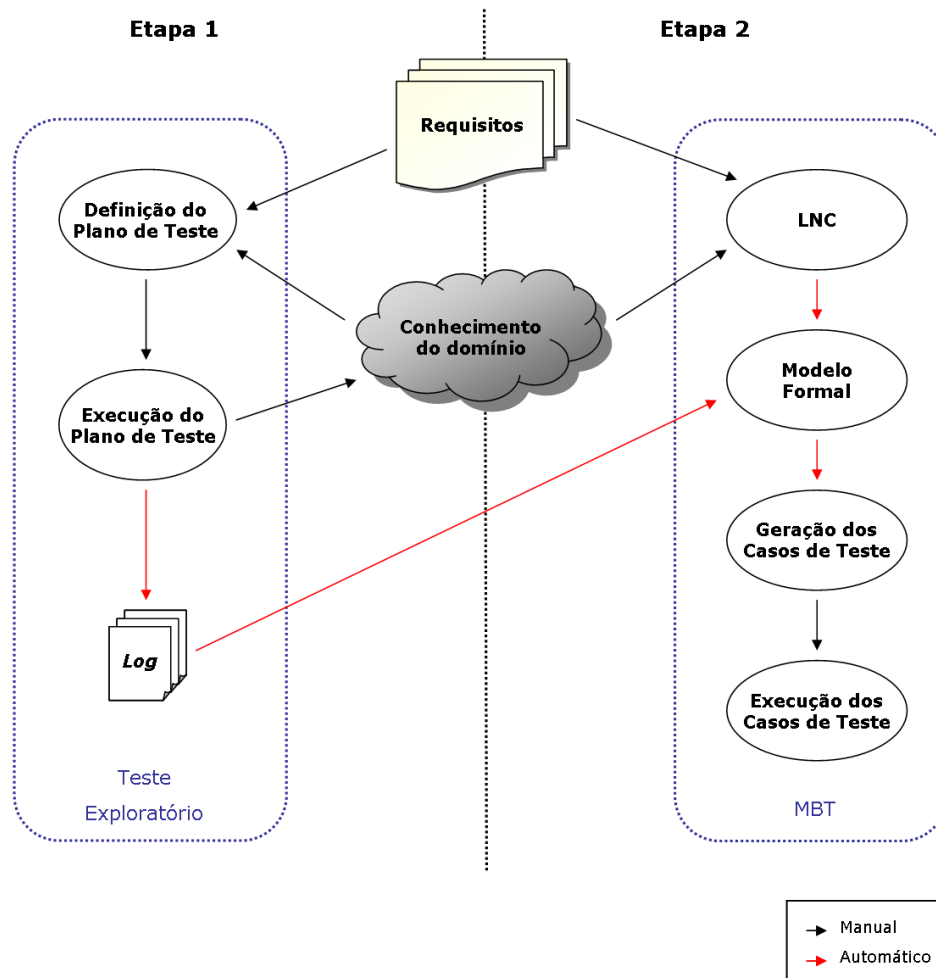 Etapa 1
Etapa 2
Requisitos
Definição do
Plano de Teste
LNC
Conhecimento
do domínio
Modelo
Formal
Execução do
Plano de Teste
Geração dos
Casos de Teste
Log
Execução dos
Casos de Teste
Teste
Exploratório
MBT
Manual
Automático